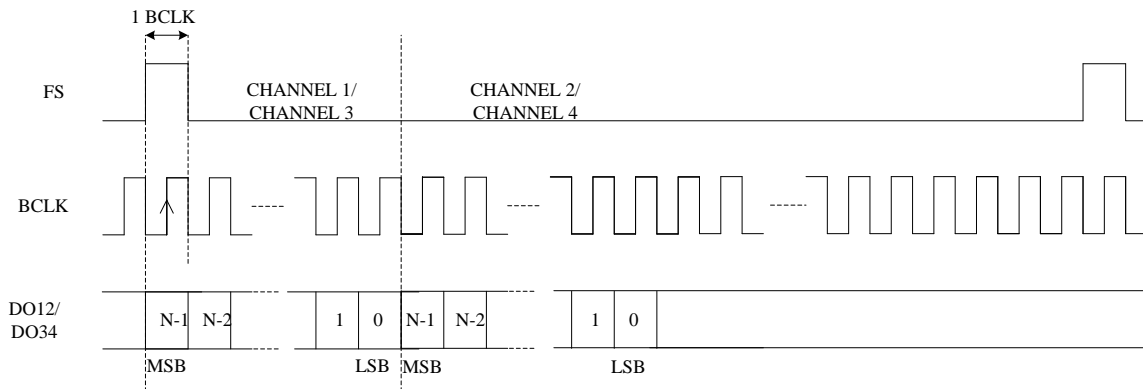 1 BCLK
FS
CHANNEL 1/
CHANNEL 3
CHANNEL 2/
CHANNEL 4
BCLK
DO12/
DO34
N-1 N-2 1 0 N-1 N-2 1 0
MSB LSB MSB LSB